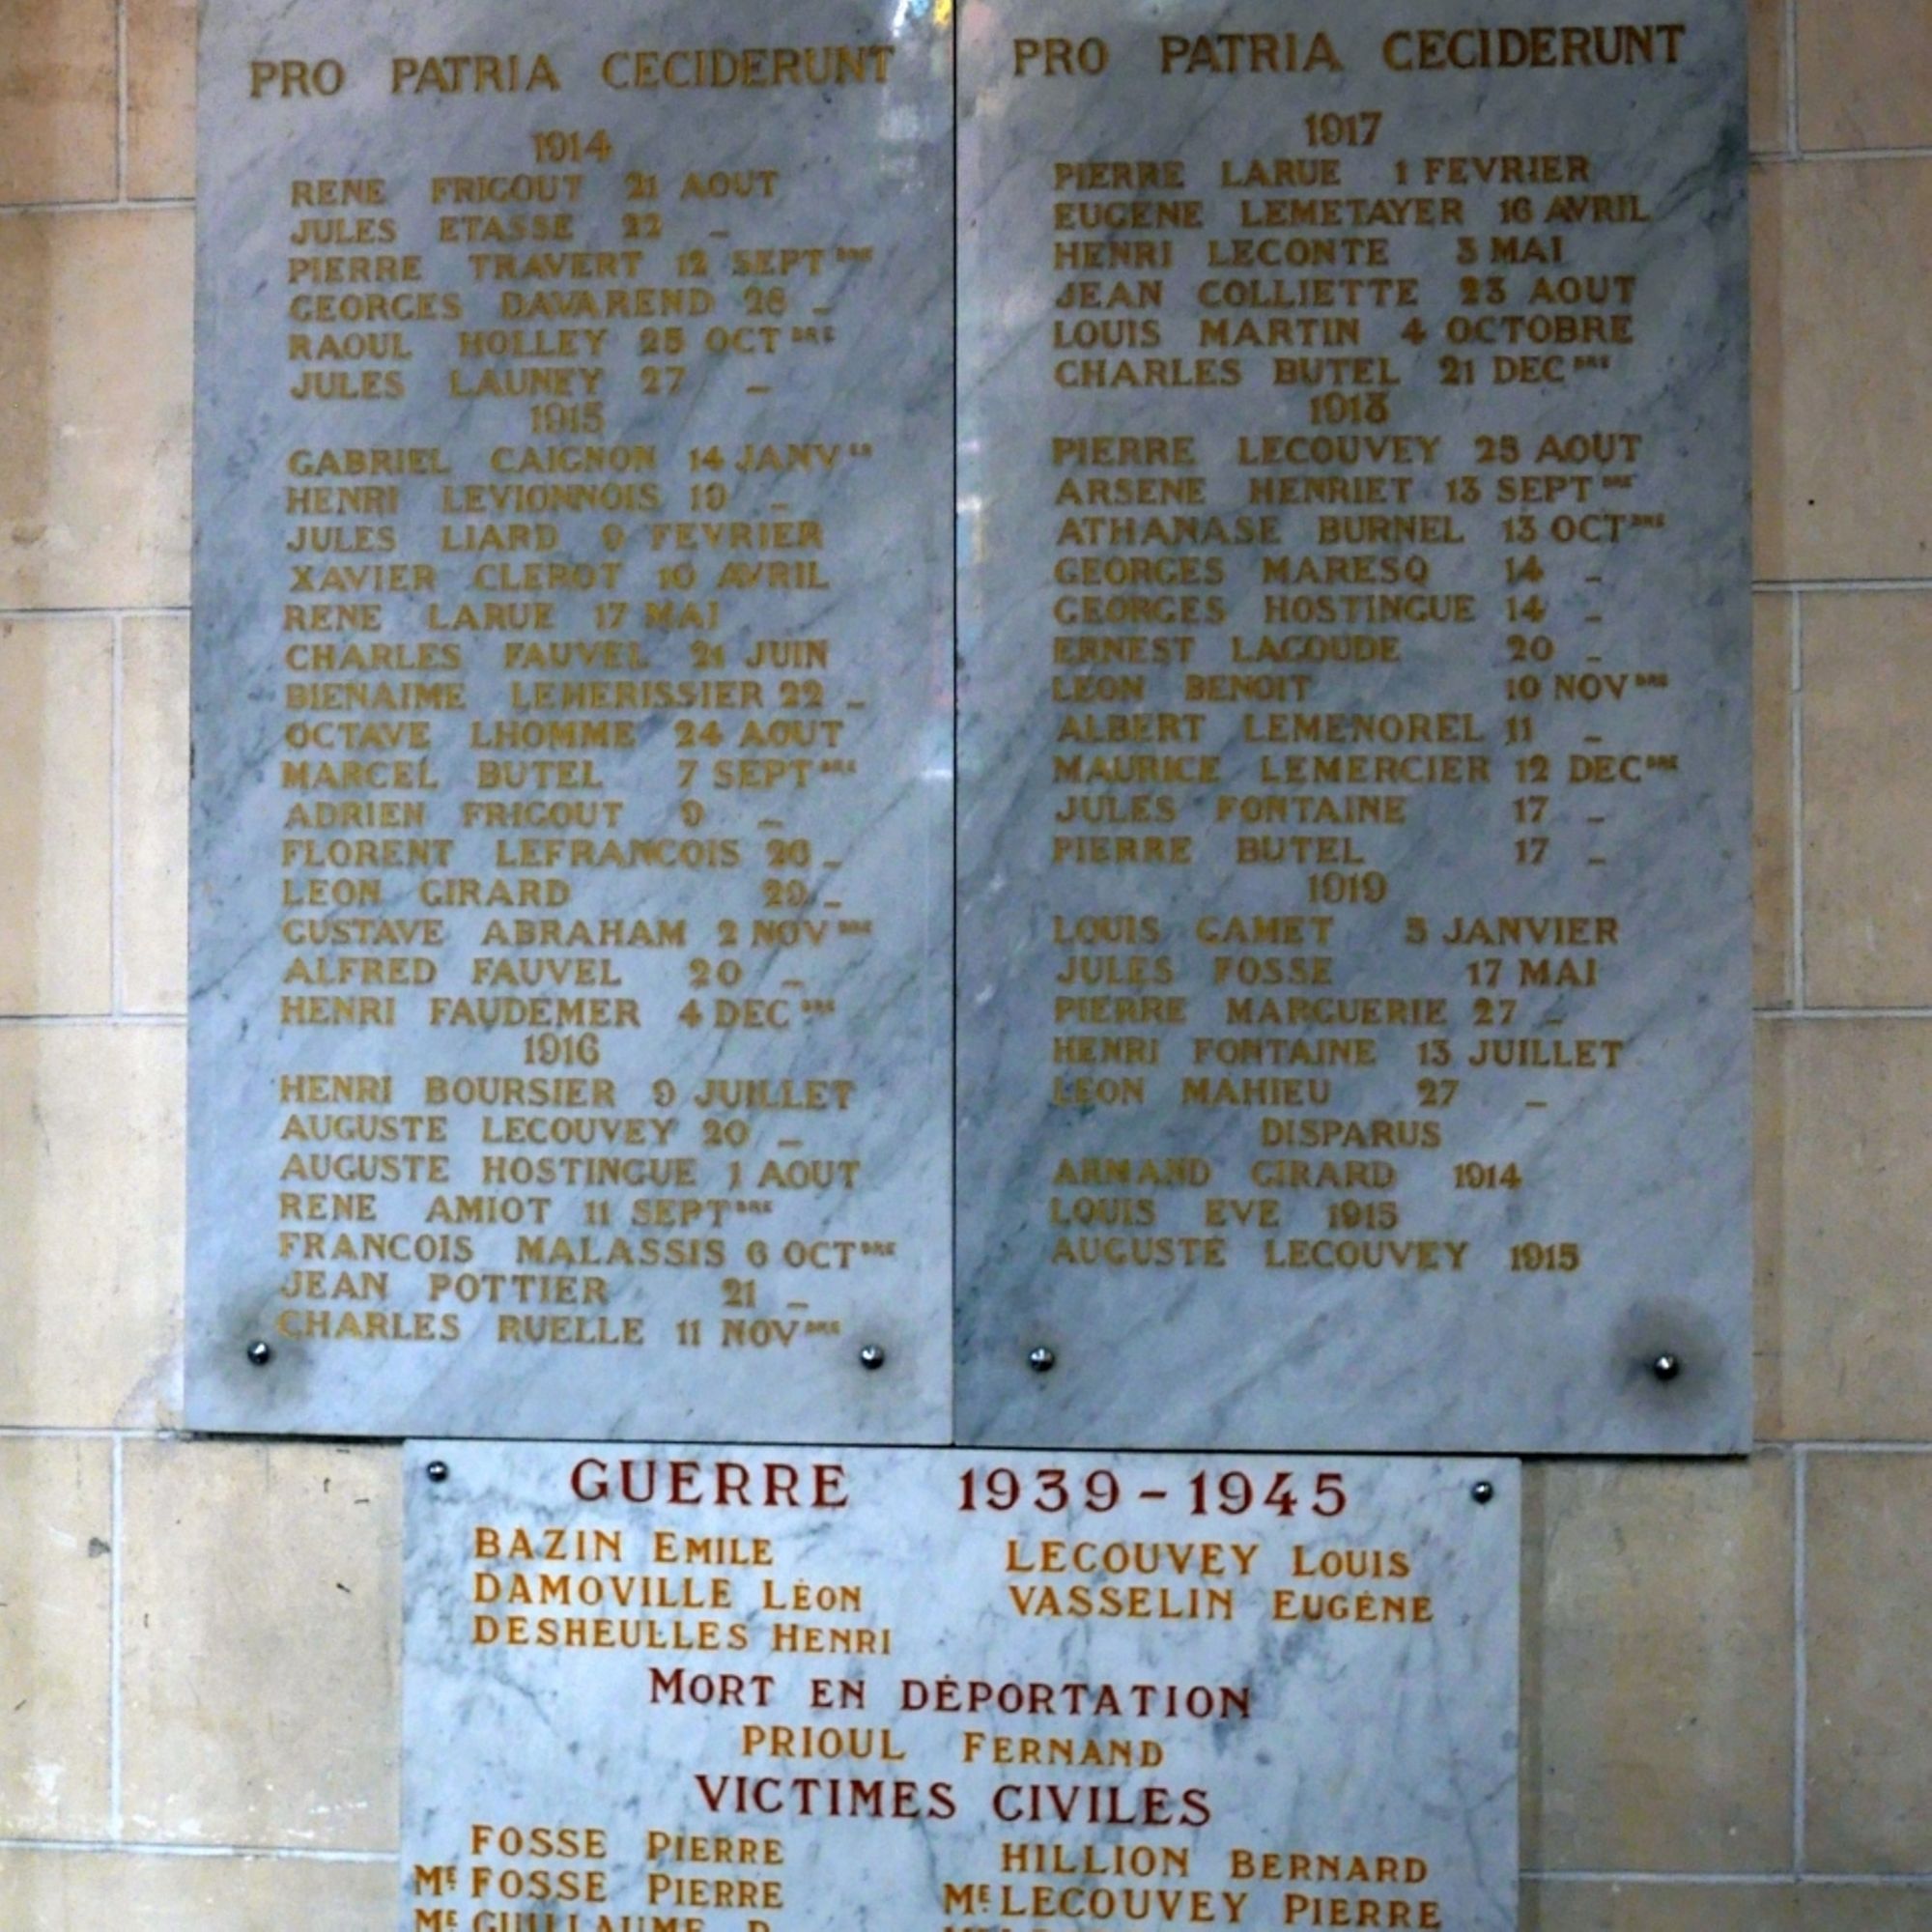 PRO PATRIA CECIDERUNT
1914
RENE FRIGOUT 21 AOUT
JULES ETASSE 22 _
PIERRE TRAVERT 12 SEPTBRE
GEORGES DAVAREND 26 _
RAOUL HOLLEY 25 OCTBRE
JULES LAUNEY 27 _
1915
GABRIEL CAIGNON 14 JANVER
HENRI LEVIONNOIS 19 _
JULES LIARD 9 FEVRIER
XAVIER CLEROT 10 AVRIL
RENE LARUE 17 MAI
CHARLES FAUVEL 21 JUIN
BIENAIME LEHERISSIER 22 _
OCTAVE LHOMME 24 AOUT
MARCEL BUTEL 7 SEPTBRE
ADRIEN FRIGOUT 9 _
FLORENT LEFRANCOIS 26 _
LEON GIRARD 29 _
GUSTAVE ABRAHAM 2 NOVBRE
ALFRED FAUVEL 20 _
HENRI FAUDEMER 4 DECBRE
1916
HENRI BOURSIER 9 JUILLET
AUGUSTE LECOUVEY 20 _
AUGUSTE HOSTINGUE 1 AOUT
RENE AMIOT 11 SEPTBRE
FRANCOIS MALASSIS 6 OCTBRE
JEAN POTTIER 21 _
CHARLES RUELLE 11 NOVBRE
PRO PATRIA CECIDERUNT
1917
PIERRE LARUE 1 FEVRIER
EUGENE LEMETAYER 16 AVRIL
HENRI LECONTE 3 MAI
JEAN COLLIETTE 23 AOUT
LOUIS MARTIN 4 OCTOBRE
CHARLES BUTEL 21 DECBRE
1918
PIERRE LECOUVEY 25 AOUT
ARSENE HENRIET 13 SEPTBRE
ATHANASE BURNEL 13 OCTBRE
GEORGES MARESQ 14 _
GEORGES HOSTINGUE 14 _
ERNEST LACOUDE 20 _
LEON BENOIT 10 NOVBRE
ALBERT LEMENOREL 11 _
MAURICE LEMERCIER 12 DECBRE
JULES FONTAINE 17 _
PIERRE BUTEL 17 _
1919
LOUIS GAMET 5 JANVIER
JULES FOSSE 17 MAI
PIERRE MARGUERIE 27 _
HENRI FONTAINE 13 JUILLET
LEON MAHIEU 27 _
DISPARUS
ARMAND GIRARD 1914
LOUIS EVE 1915
AUGUSTE LECOUVEY 1915
GUERRE 1939-1945
BAZIN EMILE
DAMOVILLE LÉON
DESHEULLES HENRI
LECOUVEY LOUIS
VASSELIN EUGÈNE
MORT EN DÉPORTATION
PRIOUL FERNAND
VICTIMES CIVILES
FOSSE PIERRE
ME FOSSE PIERRE
ME GUILLAUME
HILLION BERNARD
ME LECOUVEY PIERRE